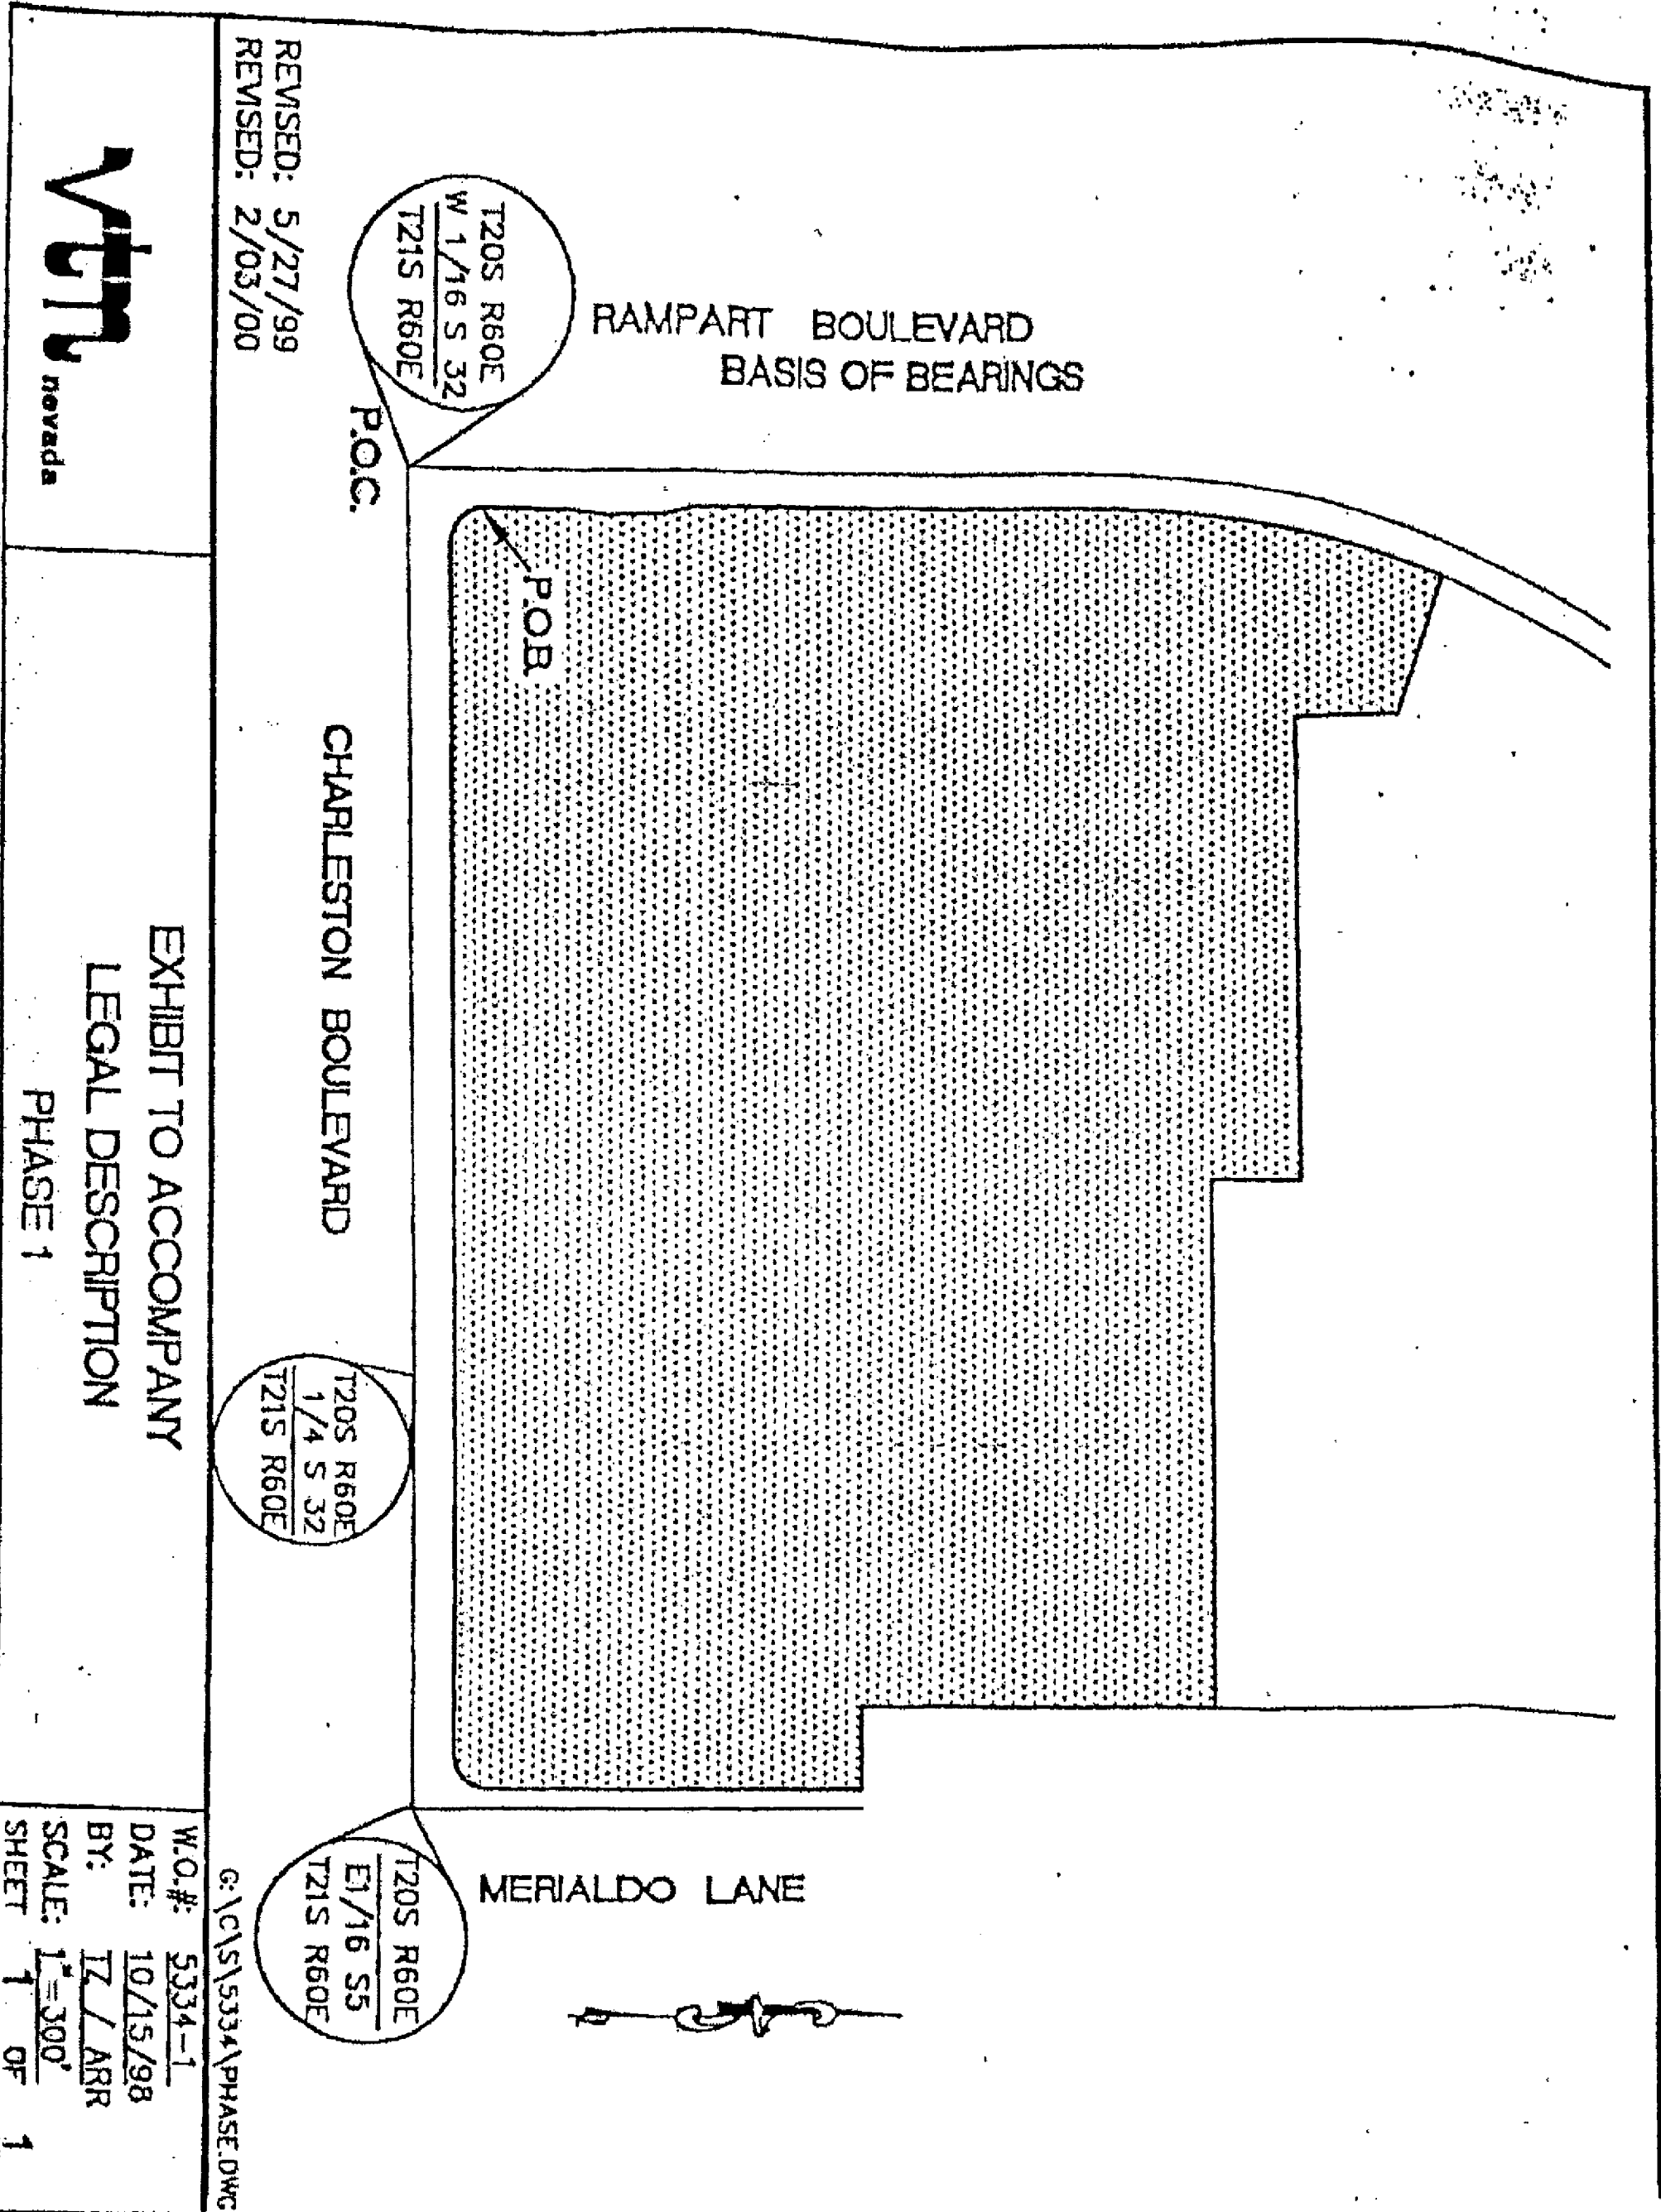 RAMPART BOULEVARD
BASIS OF BEARINGS
T20S R60E
W 1/16 S 32
T21S R60E
P.O.C.
P.O.B.
CHARLESTON BOULEVARD
T20S R60E
1/4 S 32
T21S R60E
MERIALDO LANE
T20S R60E
E1/16 S5
T21S R60E
REVISED: 5/27/99
REVISED: 2/03/00
G:\C\S\5334\PHASE.DWG
vtn
nevada
EXHIBIT TO ACCOMPANY
LEGAL DESCRIPTION
PHASE 1
W.O.#: 5334-1
DATE: 10/15/98
BY: TZ / ARR
SCALE: 1"=300'
SHEET 1 OF 1